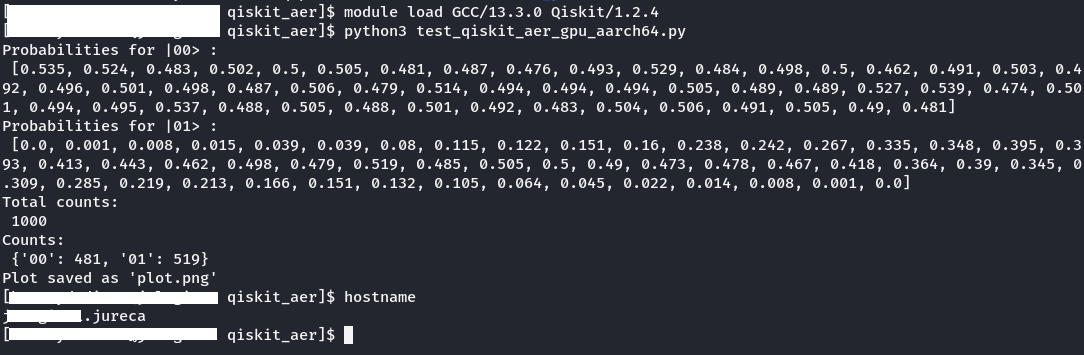 [ qiskit_aer]$ module load GCC/13.3.0 Qiskit/1.2.4
[ qiskit_aer]$ python3 test_qiskit_aer_gpu_aarch64.py
Probabilities for |00> :
 [0.535, 0.524, 0.483, 0.502, 0.5, 0.505, 0.481, 0.487, 0.476, 0.493, 0.529, 0.484, 0.498, 0.5, 0.462, 0.491, 0.503, 0.4
92, 0.496, 0.501, 0.498, 0.487, 0.506, 0.479, 0.514, 0.494, 0.494, 0.494, 0.505, 0.489, 0.489, 0.527, 0.539, 0.474, 0.50
1, 0.494, 0.495, 0.537, 0.488, 0.505, 0.488, 0.501, 0.492, 0.483, 0.504, 0.506, 0.491, 0.505, 0.49, 0.481]
Probabilities for |01> :
 [0.0, 0.001, 0.008, 0.015, 0.039, 0.039, 0.08, 0.115, 0.122, 0.151, 0.16, 0.238, 0.242, 0.267, 0.335, 0.348, 0.395, 0.3
93, 0.413, 0.443, 0.462, 0.498, 0.479, 0.519, 0.485, 0.505, 0.5, 0.49, 0.473, 0.478, 0.467, 0.418, 0.364, 0.39, 0.345, 0
.309, 0.285, 0.219, 0.213, 0.166, 0.151, 0.132, 0.105, 0.064, 0.045, 0.022, 0.014, 0.008, 0.001, 0.0]
Total counts:
 1000
Counts:
 {'00': 481, '01': 519}
Plot saved as 'plot.png'
[ qiskit_aer]$ hostname
.jureca
[ qiskit_aer]$